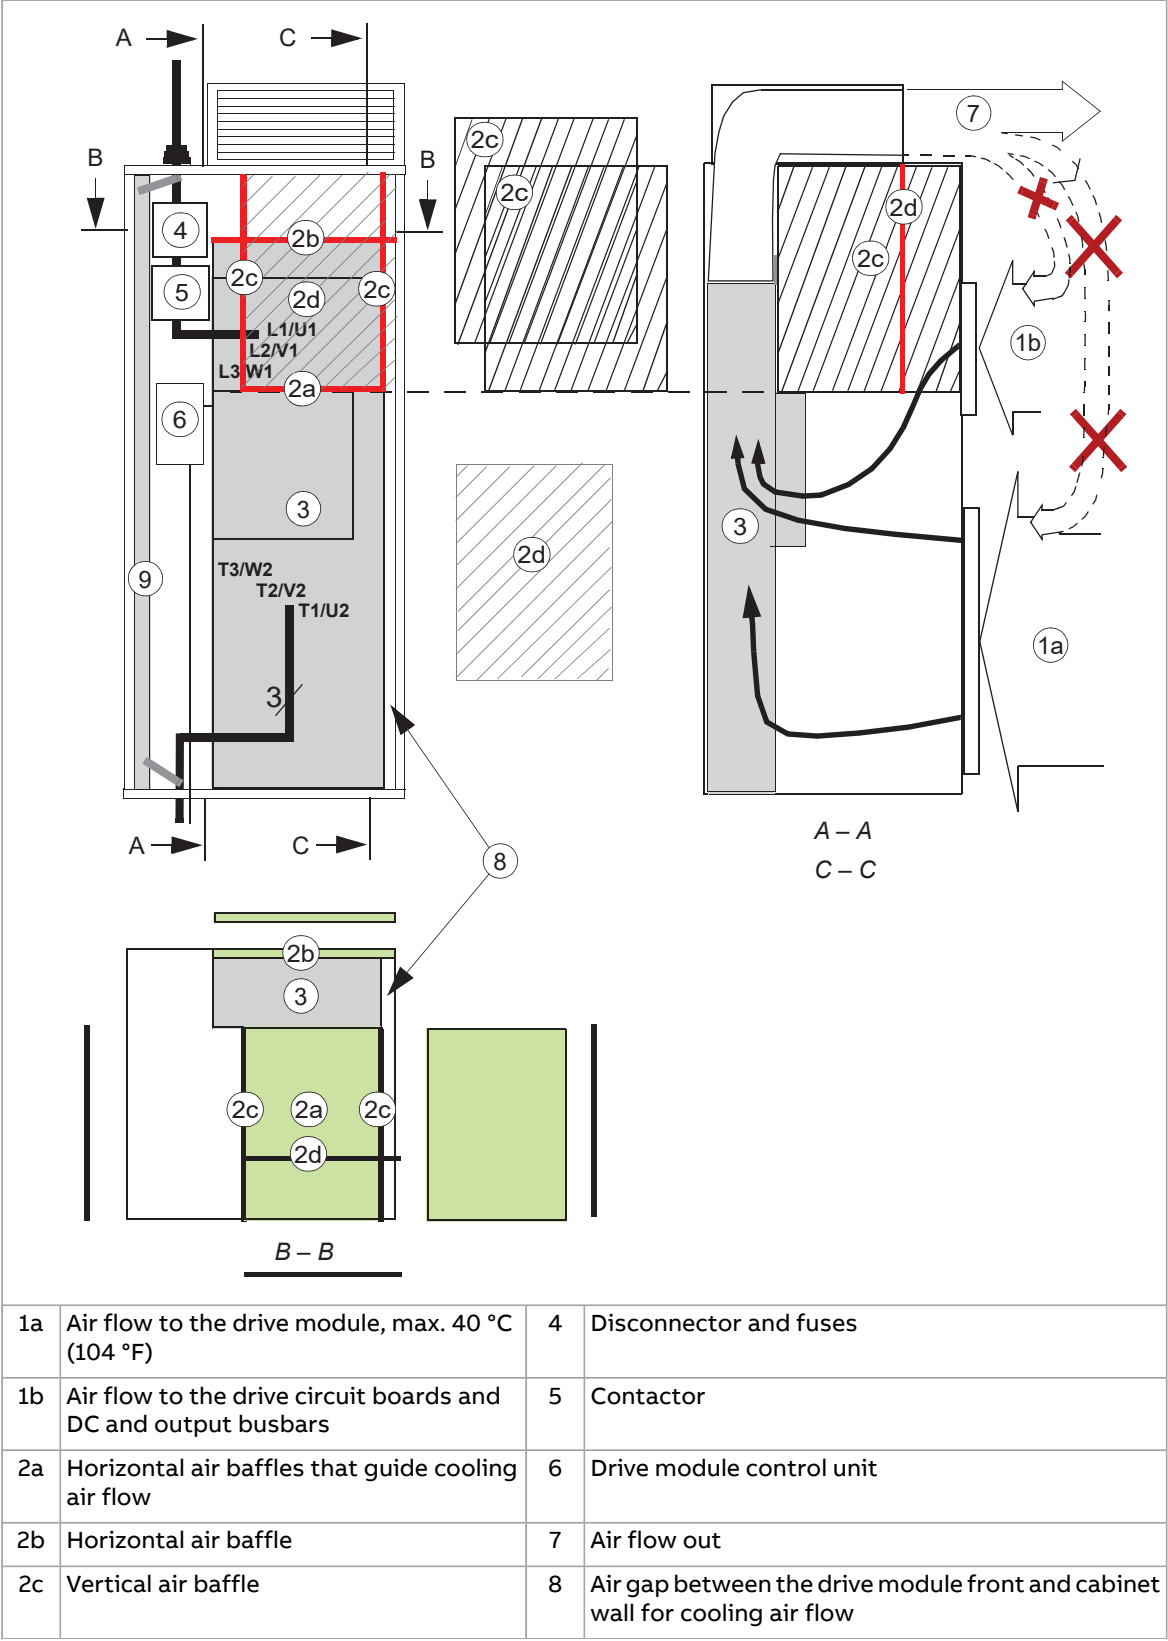 A
C
7
B
B
2c
2c
2d
2c
4
2b
5
2c
2d
2c
1b
L1/U1
L2/V1
L3/W1
2a
6
3
3
2d
9
T3/W2
T2/V2
T1/U2
1a
3
A
C
A – A
C – C
8
2b
3
2c
2a
2c
2d
B – B
1a Air flow to the drive module, max. 40 °C 4 Disconnector and fuses
(104 °F)
1b Air flow to the drive circuit boards and 5 Contactor
DC and output busbars
2a Horizontal air baffles that guide cooling 6 Drive module control unit
air flow
2b Horizontal air baffle 7 Air flow out
2c Vertical air baffle 8 Air gap between the drive module front and cabinet
wall for cooling air flow